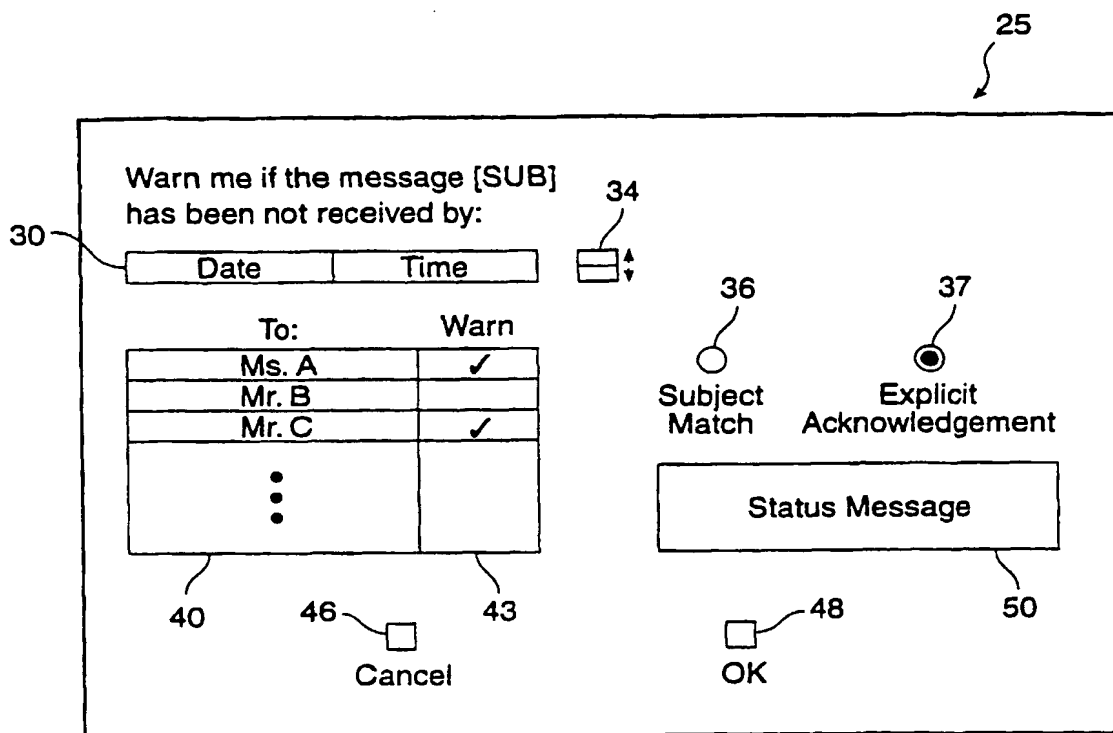 25
Warn me if the message [SUB]
has been not received by:
34
30
Date Time
36
37
To: Warn
Ms. A ✓
Mr. B
Mr. C ✓
Subject
Match
Explicit
Acknowledgement
Status Message
40
46
43
48
50
Cancel
OK